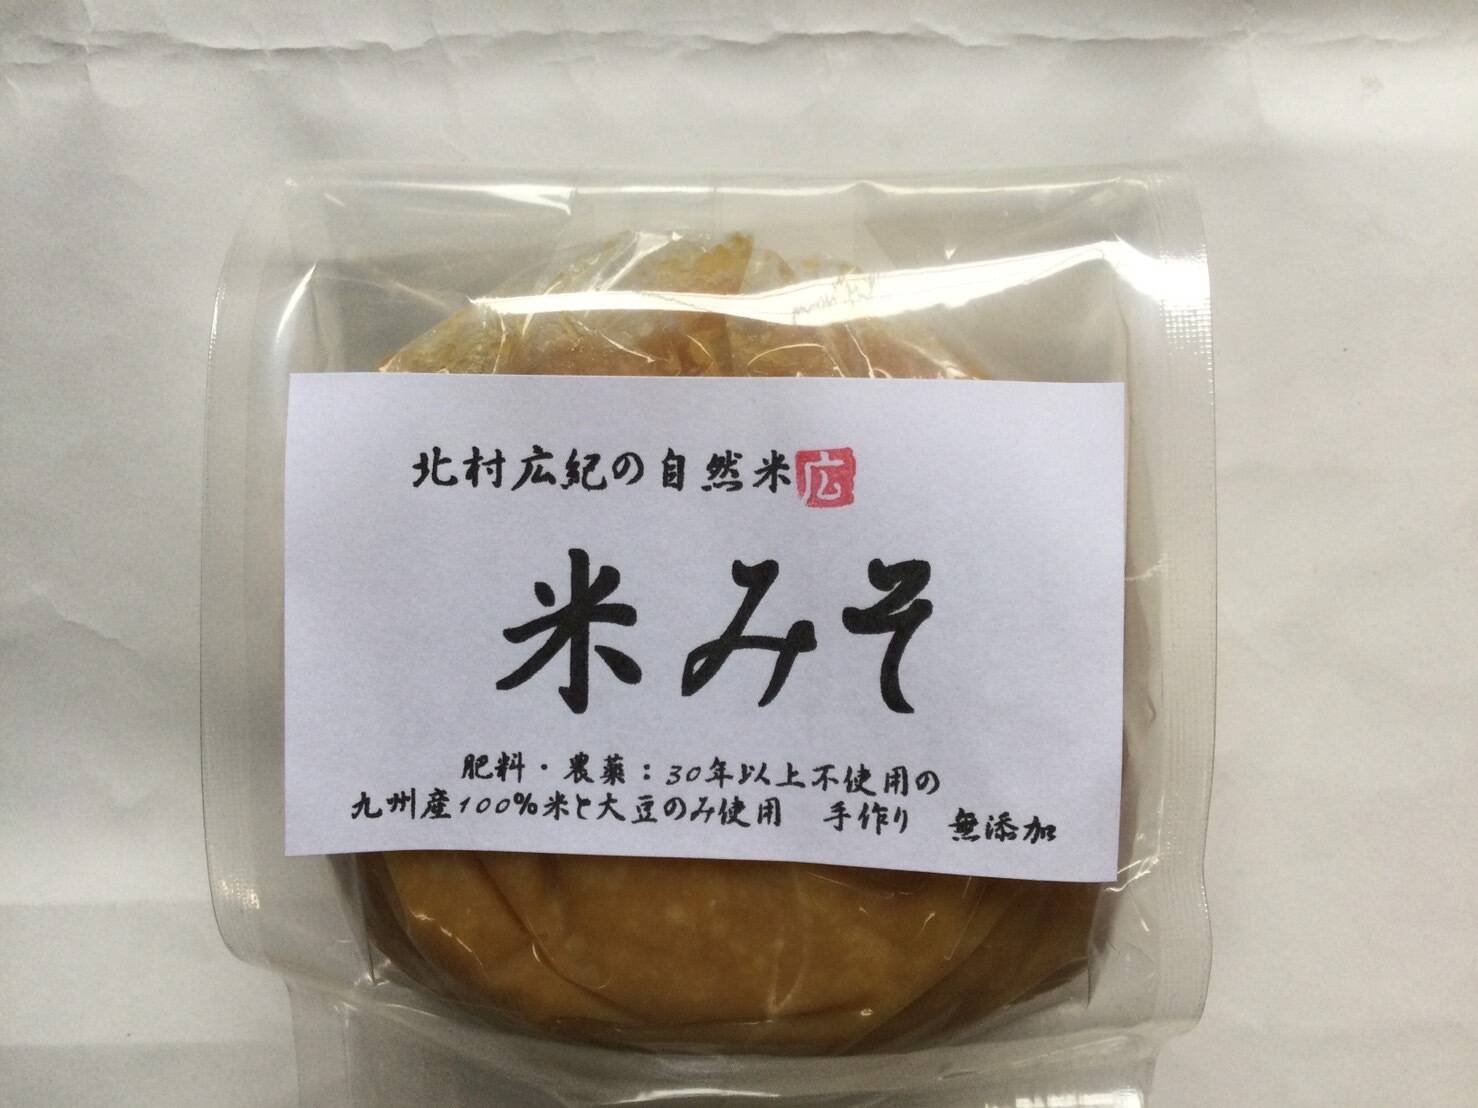 北村広紀の自然米 広
米みそ
肥料・農薬：30年以上不使用の
九州産100%米と大豆のみ使用 手作り 無添加